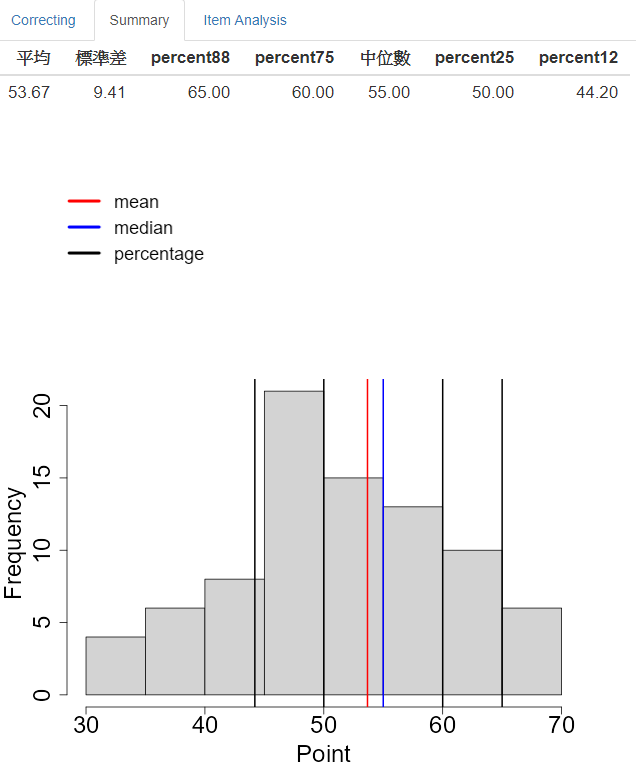 Correcting Summary Item Analysis
平均 標準差 percent88 percent75 中位數 percent25 percent12
53.67 9.41 65.00 60.00 55.00 50.00 44.20
mean
median
percentage
20
15
10
5
0
Frequency
30 40 50 60 70
Point